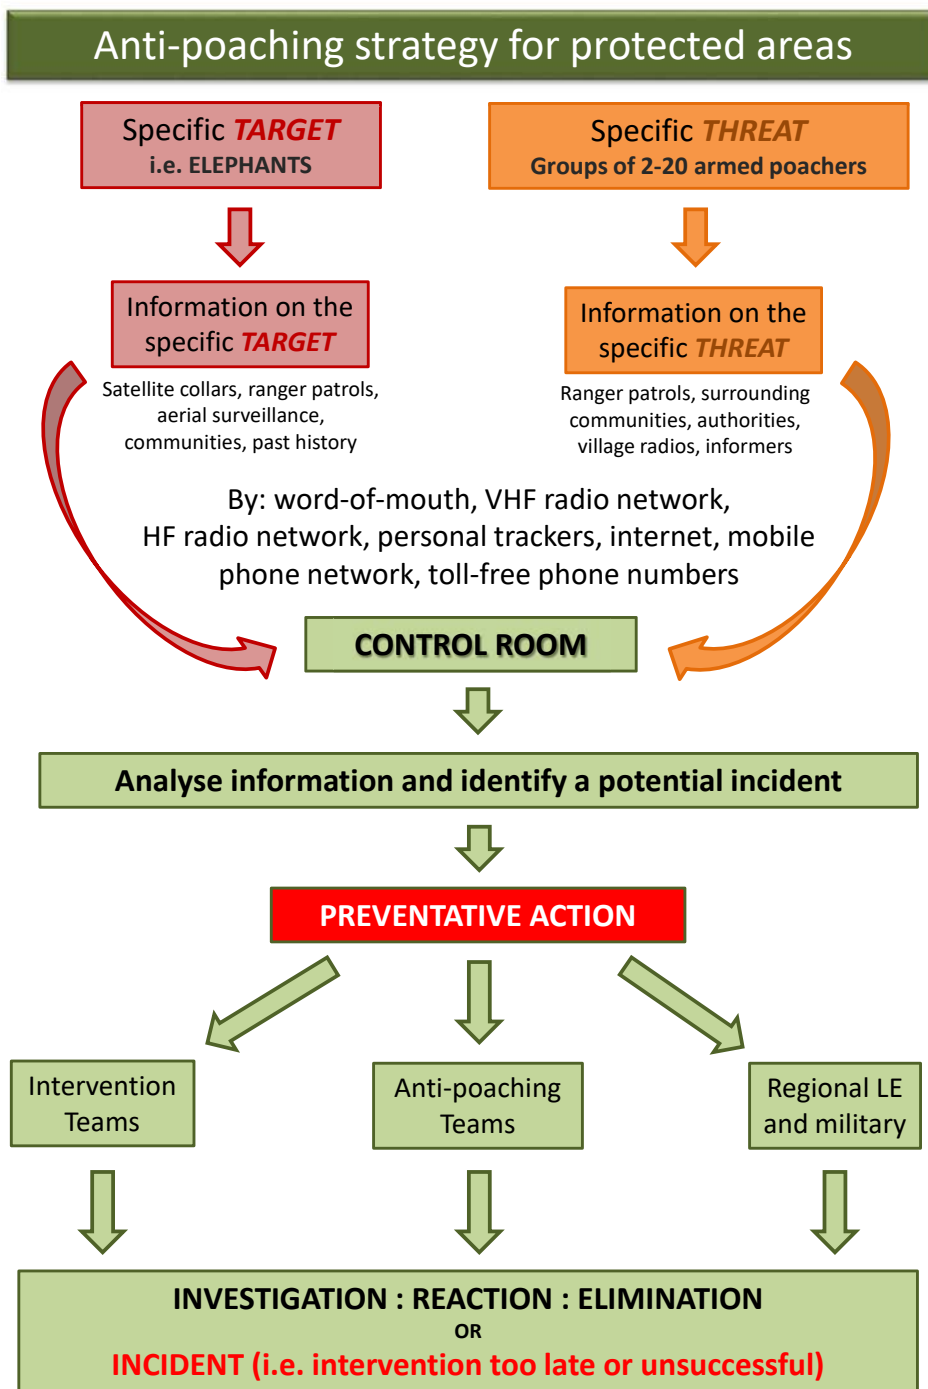 Anti-poaching strategy for protected areas
Specific TARGET
i.e. ELEPHANTS
Specific THREAT
Groups of 2-20 armed poachers
Information on the
specific TARGET
Information on the
specific THREAT
Satellite collars, ranger patrols,
aerial surveillance,
communities, past history
Ranger patrols, surrounding
communities, authorities,
village radios, informers
By: word-of-mouth, VHF radio network,
HF radio network, personal trackers, internet, mobile
phone network, toll-free phone numbers
CONTROL ROOM
Analyse information and identify a potential incident
PREVENTATIVE ACTION
Intervention
Teams
Anti-poaching
Teams
Regional LE
and military
INVESTIGATION : REACTION : ELIMINATION
OR
INCIDENT (i.e. intervention too late or unsuccessful)